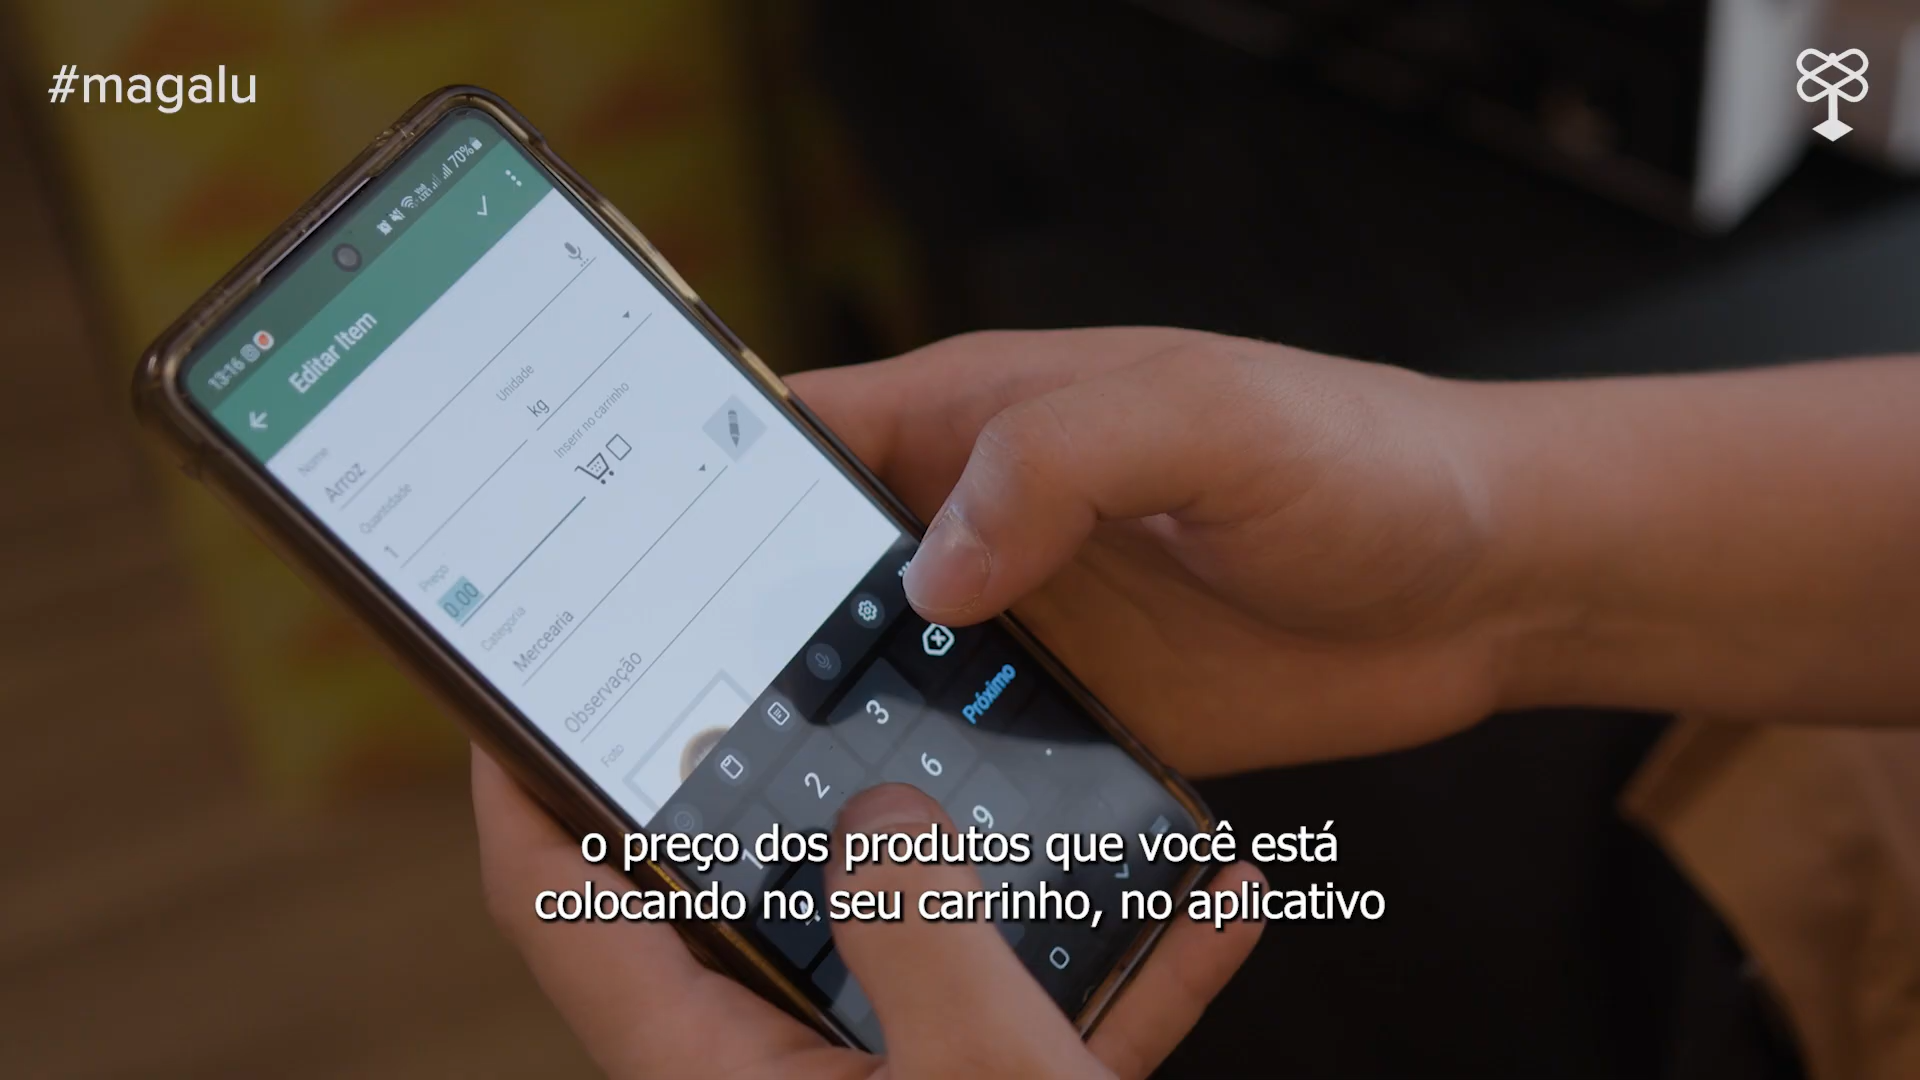 #magalu
13:16
70%
Editar Item
Nome
Arroz
Quantidade
Unidade
1
kg
Preço
Inserir no carrinho
0.00
Categoria
Mercearia
Observação
Foto
1
2
3
Próximo
6
9
o preço dos produtos que você está
colocando no seu carrinho, no aplicativo